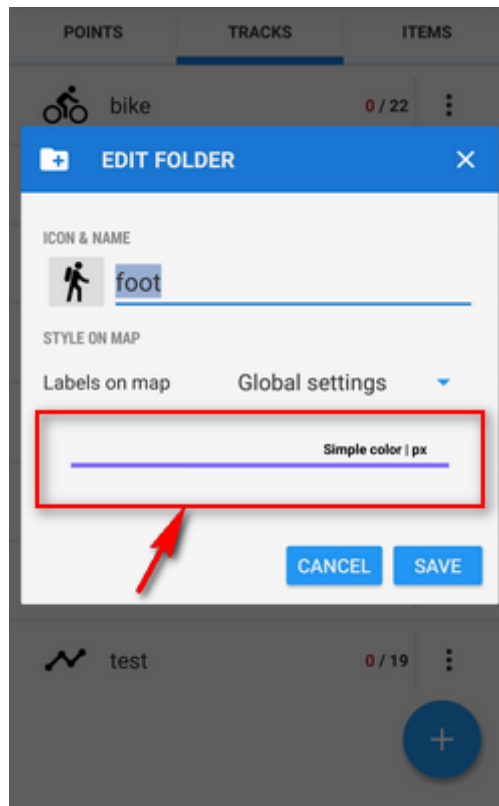 POINTS TRACKS ITEMS
bike 0 / 22
EDIT FOLDER
ICON & NAME
foot
STYLE ON MAP
Labels on map Global settings
Simple color | px
CANCEL SAVE
test 0 / 19